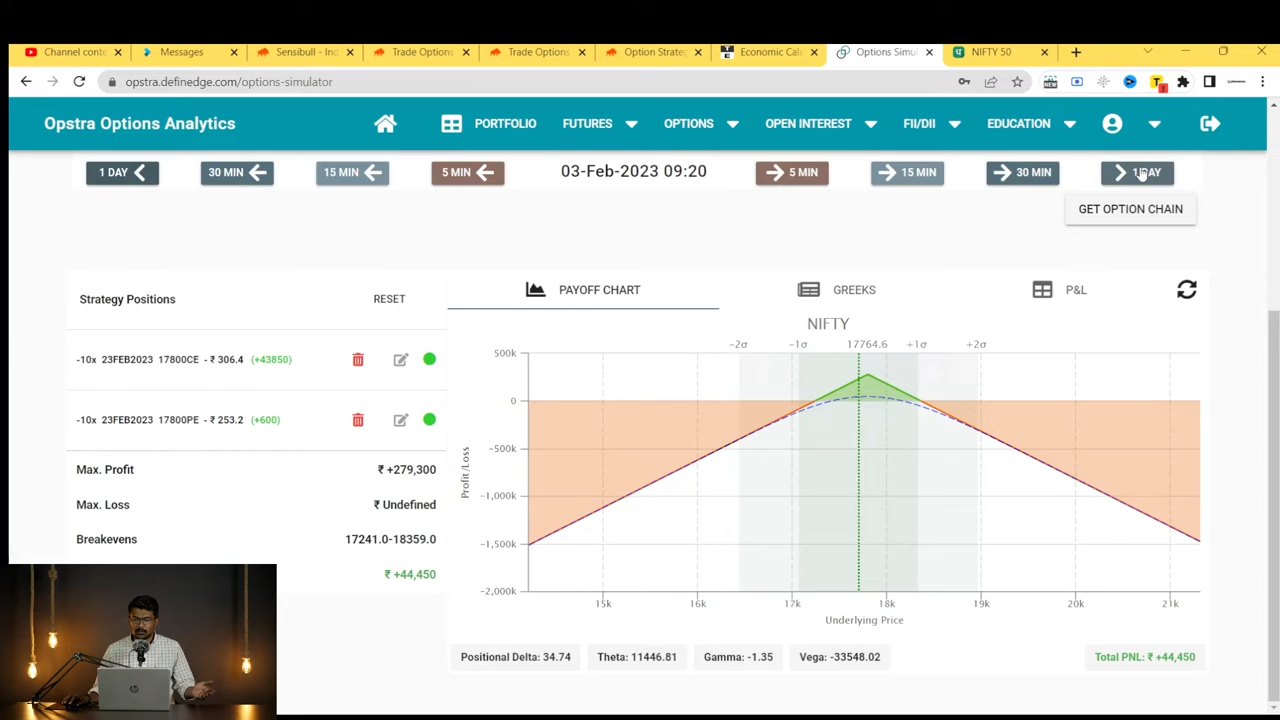 Channel conte
Messages
Sensibull - Ind
Trade Options
Trade Options
Option Strateg
Economic Cale
Options Simul
NIFTY 50
opstra.definedge.com/options-simulator
NEW
Opstra Options Analytics
PORTFOLIO
FUTURES
OPTIONS
OPEN INTEREST
FII/DII
EDUCATION
1 DAY
30 MIN
15 MIN
5 MIN
03-Feb-2023 09:20
5 MIN
15 MIN
30 MIN
1 DAY
GET OPTION CHAIN
Strategy Positions
RESET
PAYOFF CHART
GREEKS
P&L
-10x 23FEB2023 17800CE - ₹ 306.4 (+43850)
-10x 23FEB2023 17800PE - ₹ 253.2 (+600)
Max. Profit ₹ +279,300
Max. Loss ₹ Undefined
Breakevens 17241.0-18359.0
₹ +44,450
NIFTY
-2σ -1σ 17764.6 +1σ +2σ
500k
0
-500k
-1,000k
-1,500k
-2,000k
Profit/Loss
15k 16k 17k 18k 19k 20k 21k
Underlying Price
Positional Delta: 34.74
Theta: 11446.81
Gamma: -1.35
Vega: -33548.02
Total PNL: ₹ +44,450